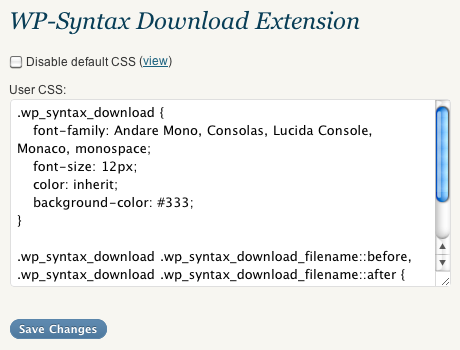 WP-Syntax Download Extension
Disable default CSS (view)
User CSS:
.wp_syntax_download {
    font-family: Andare Mono, Consolas, Lucida Console,
Monaco, monospace;
    font-size: 12px;
    color: inherit;
    background-color: #333;
}

.wp_syntax_download .wp_syntax_download_filename::before,
.wp_syntax_download .wp_syntax_download_filename::after {
Save Changes